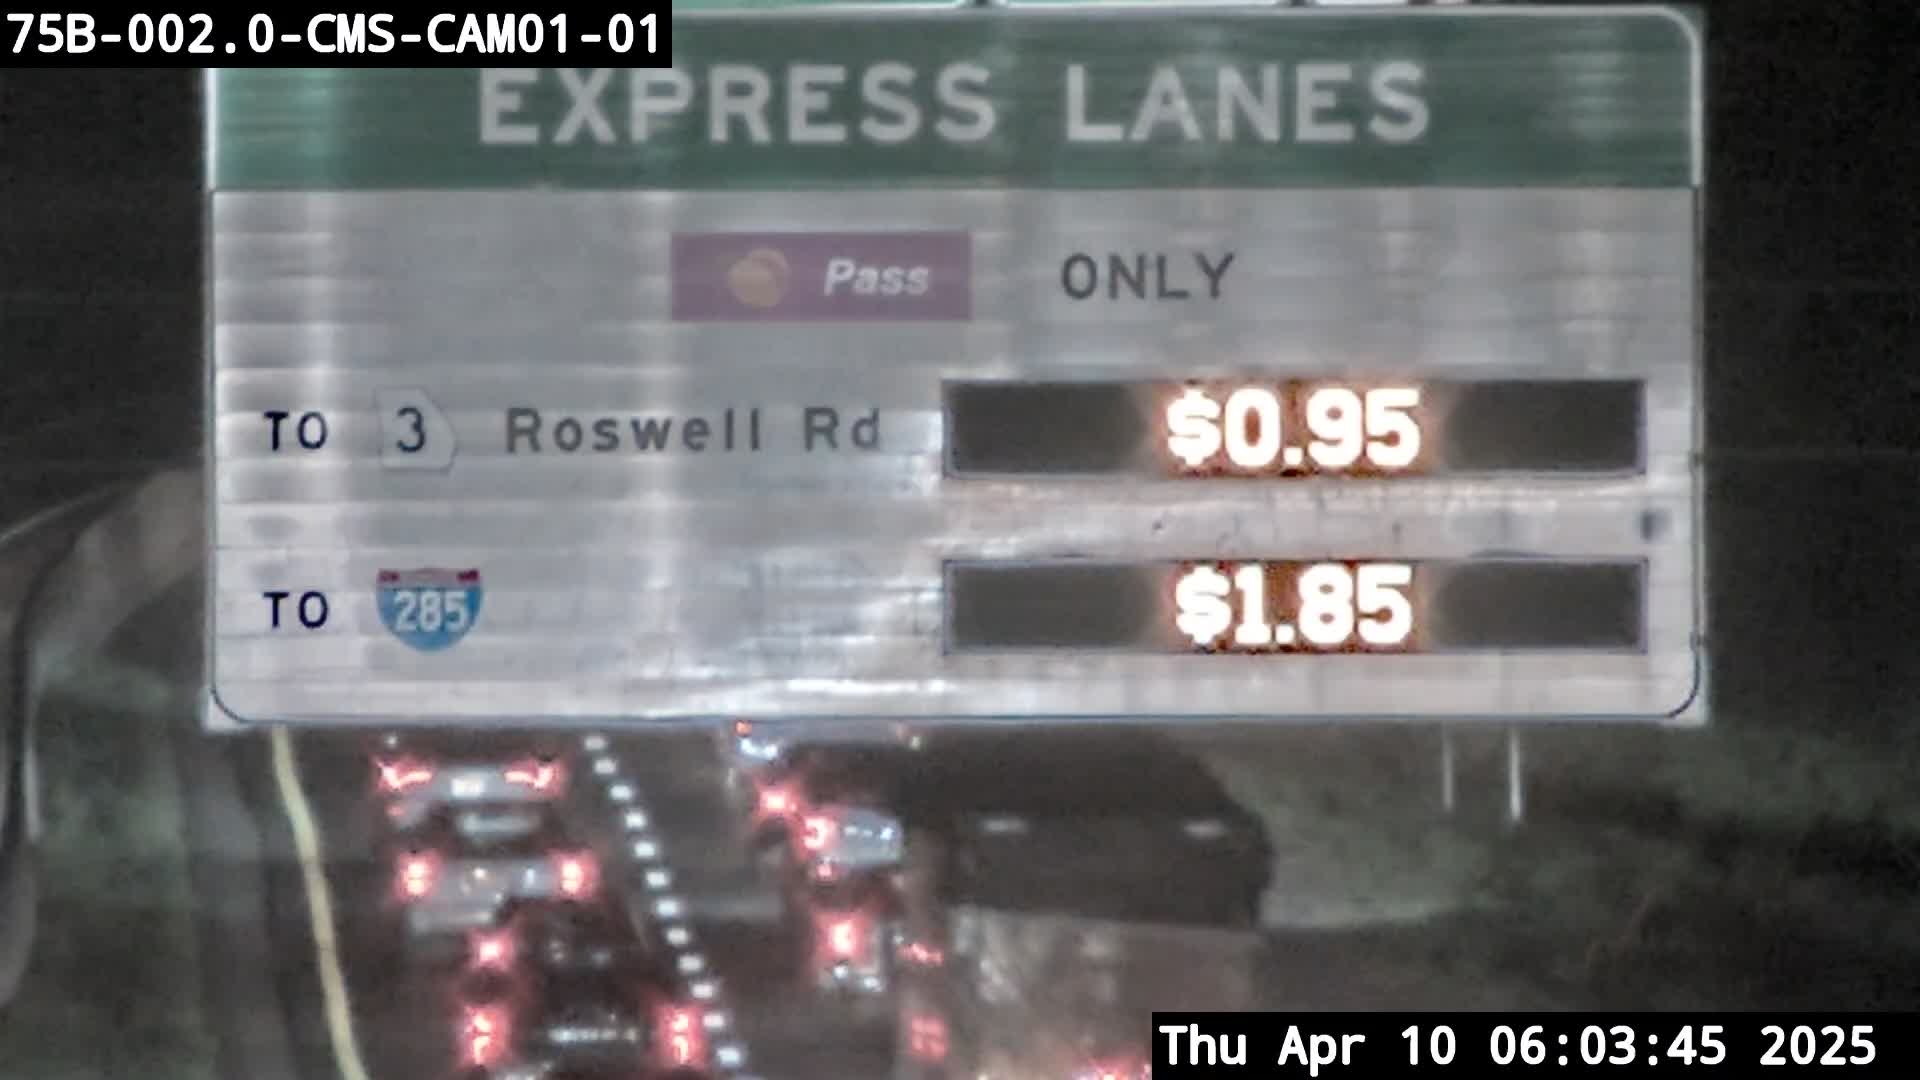 75B-002.0-CMS-CAM01-01
EXPRESS LANES
Pass ONLY
TO 3 Roswell Rd $0.95
TO 285 $1.85
Thu Apr 10 06:03:45 2025